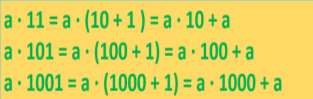 a · 11 = a · (10 + 1 ) = a · 10 + a
a · 101 = a · (100 + 1) = a · 100 + a
a · 1001 = a · (1000 + 1) = a · 1000 + a